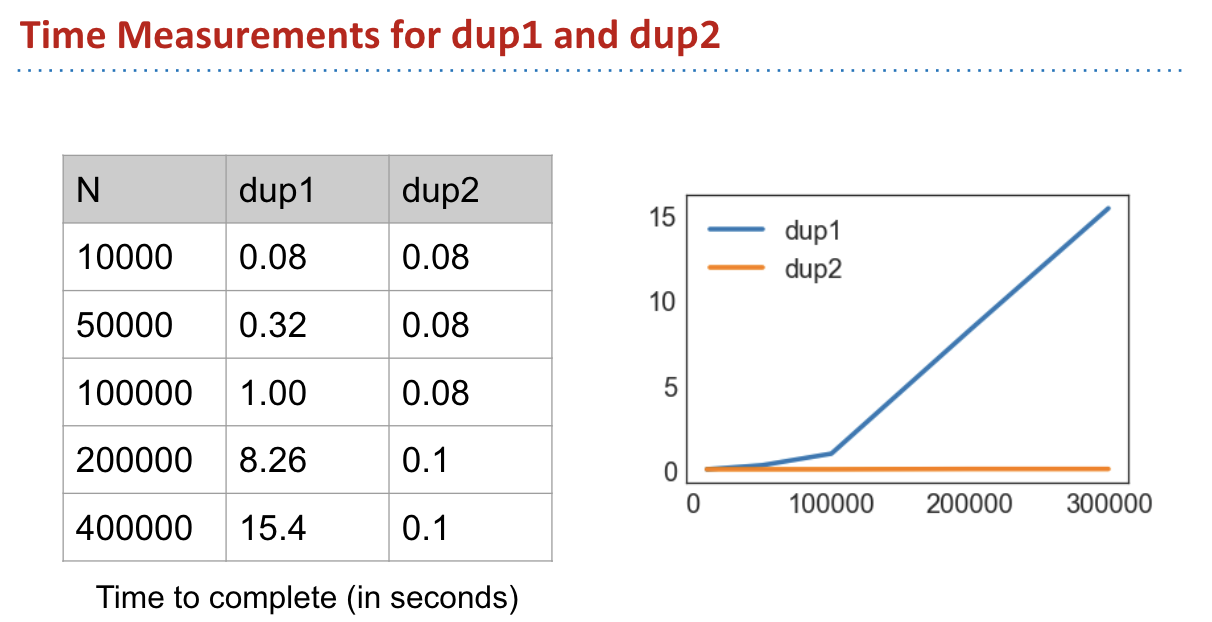 Time Measurements for dup1 and dup2
N dup1 dup2
10000 0.08 0.08
50000 0.32 0.08
100000 1.00 0.08
200000 8.26 0.1
400000 15.4 0.1
Time to complete (in seconds)
15
10
5
0
dup1
dup2
0 100000 200000 300000